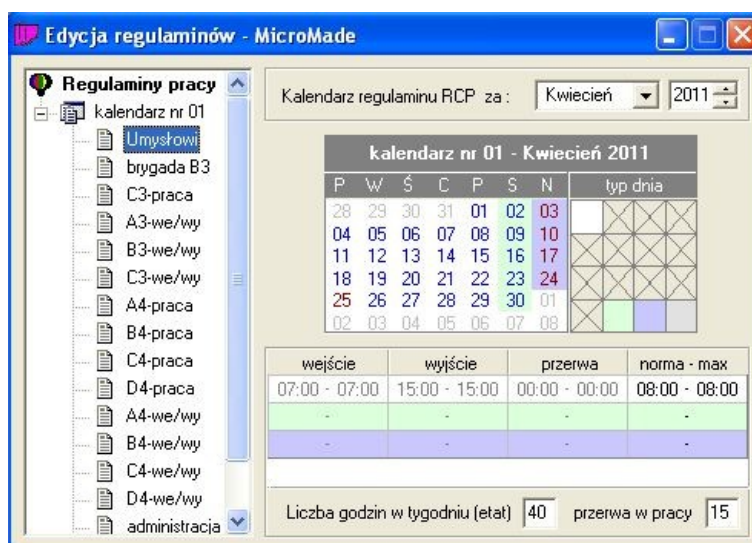 Edycja regulaminów - MicroMade
Regulaminy pracy
kalendarz nr 01
Umysłowi
brygada B3
C3-praca
A3-we/wy
B3-we/wy
C3-we/wy
A4-praca
B4-praca
C4-praca
D4-praca
A4-we/wy
B4-we/wy
C4-we/wy
D4-we/wy
administracja
Kalendarz regulaminu RCP za : Kwiecień 2011
kalendarz nr 01 - Kwiecień 2011
P W Ś C P S N typ dnia
28 29 30 31 01 02 03
04 05 06 07 08 09 10
11 12 13 14 15 16 17
18 19 20 21 22 23 24
25 26 27 28 29 30 01
02 03 04 05 06 07 08
wejście wyjście przerwa norma - max
07:00 - 07:00 15:00 - 15:00 00:00 - 00:00 08:00 - 08:00
- - - -
- - - -
Liczba godzin w tygodniu (etat) 40 przerwa w pracy 15